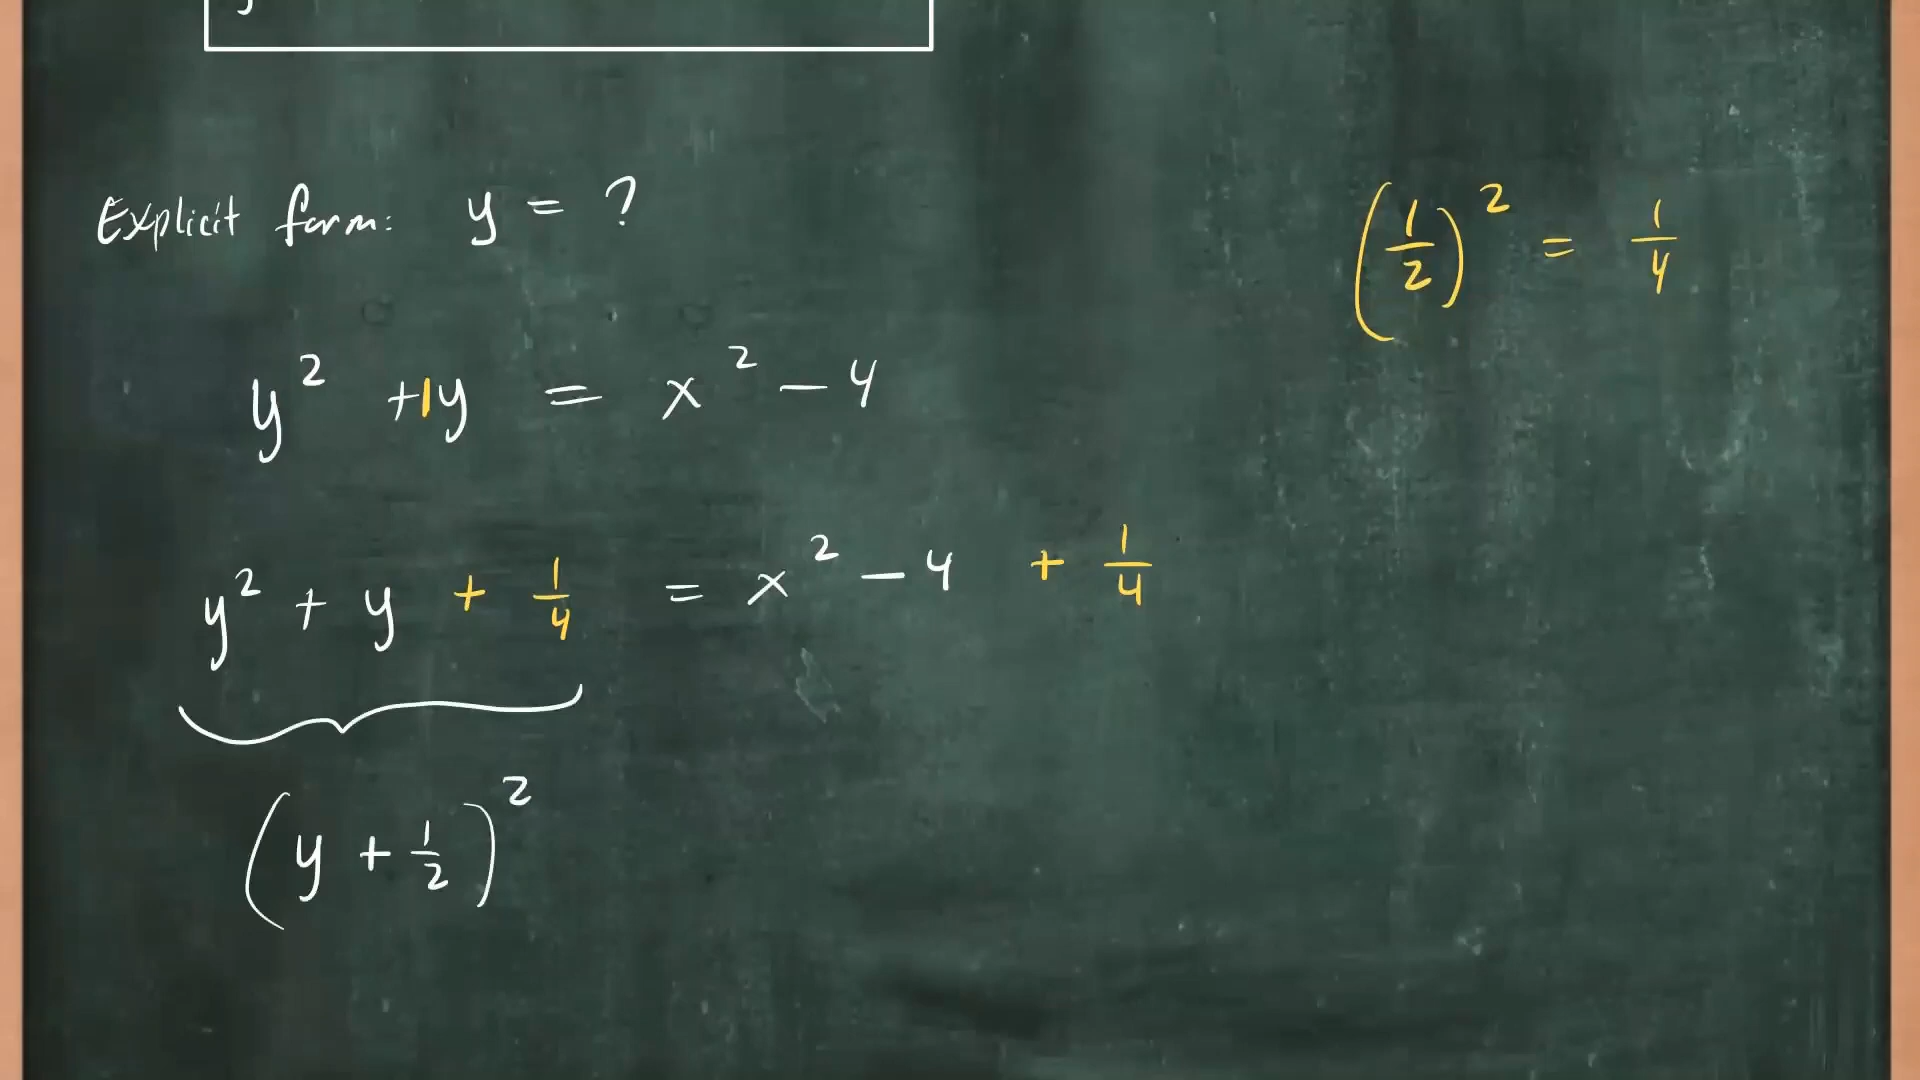 Explicit form: y = ?
(1/2)^2 = 1/4
y^2 +1y = x^2 - 4
y^2 + y + 1/4 = x^2 - 4 + 1/4
(y + 1/2)^2